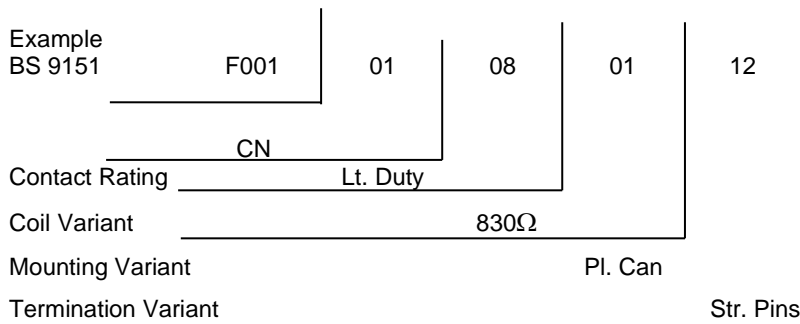 Example
BS 9151 F001 01 08 01 12
CN
Contact Rating Lt. Duty
Coil Variant 830Ω
Mounting Variant Pl. Can
Termination Variant Str. Pins